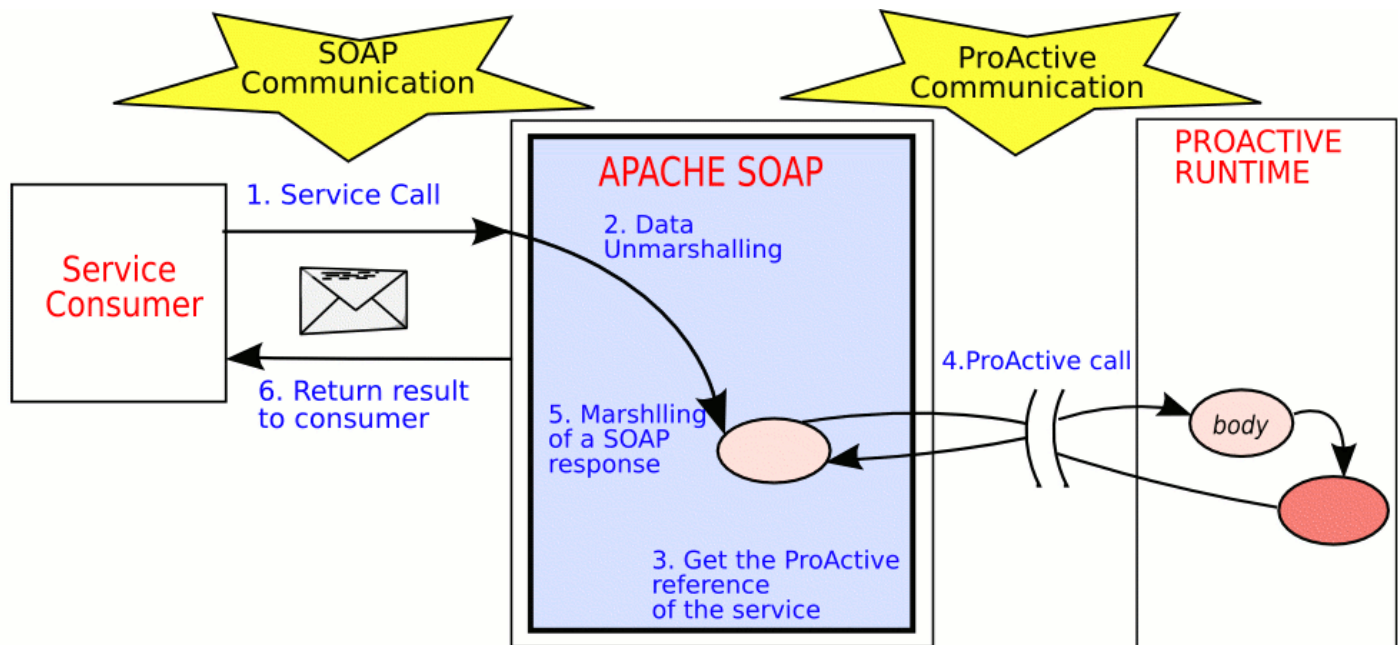 SOAP
Communication
ProActive
Communication
PROACTIVE
RUNTIME
APACHE SOAP
1. Service Call
2. Data
Unmarshalling
Service
Consumer
4.ProActive call
6. Return result
to consumer
5. Marshlling
of a SOAP
response
body
3. Get the ProActive
reference
of the service